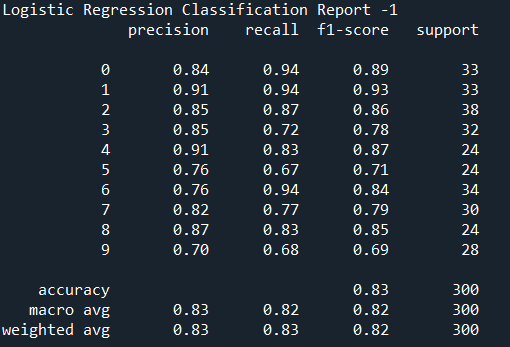 Logistic Regression Classification Report -1
precision recall f1-score support
0 0.84 0.94 0.89 33
1 0.91 0.94 0.93 33
2 0.85 0.87 0.86 38
3 0.85 0.72 0.78 32
4 0.91 0.83 0.87 24
5 0.76 0.67 0.71 24
6 0.76 0.94 0.84 34
7 0.82 0.77 0.79 30
8 0.87 0.83 0.85 24
9 0.70 0.68 0.69 28
accuracy 0.83 300
macro avg 0.83 0.82 0.82 300
weighted avg 0.83 0.83 0.82 300